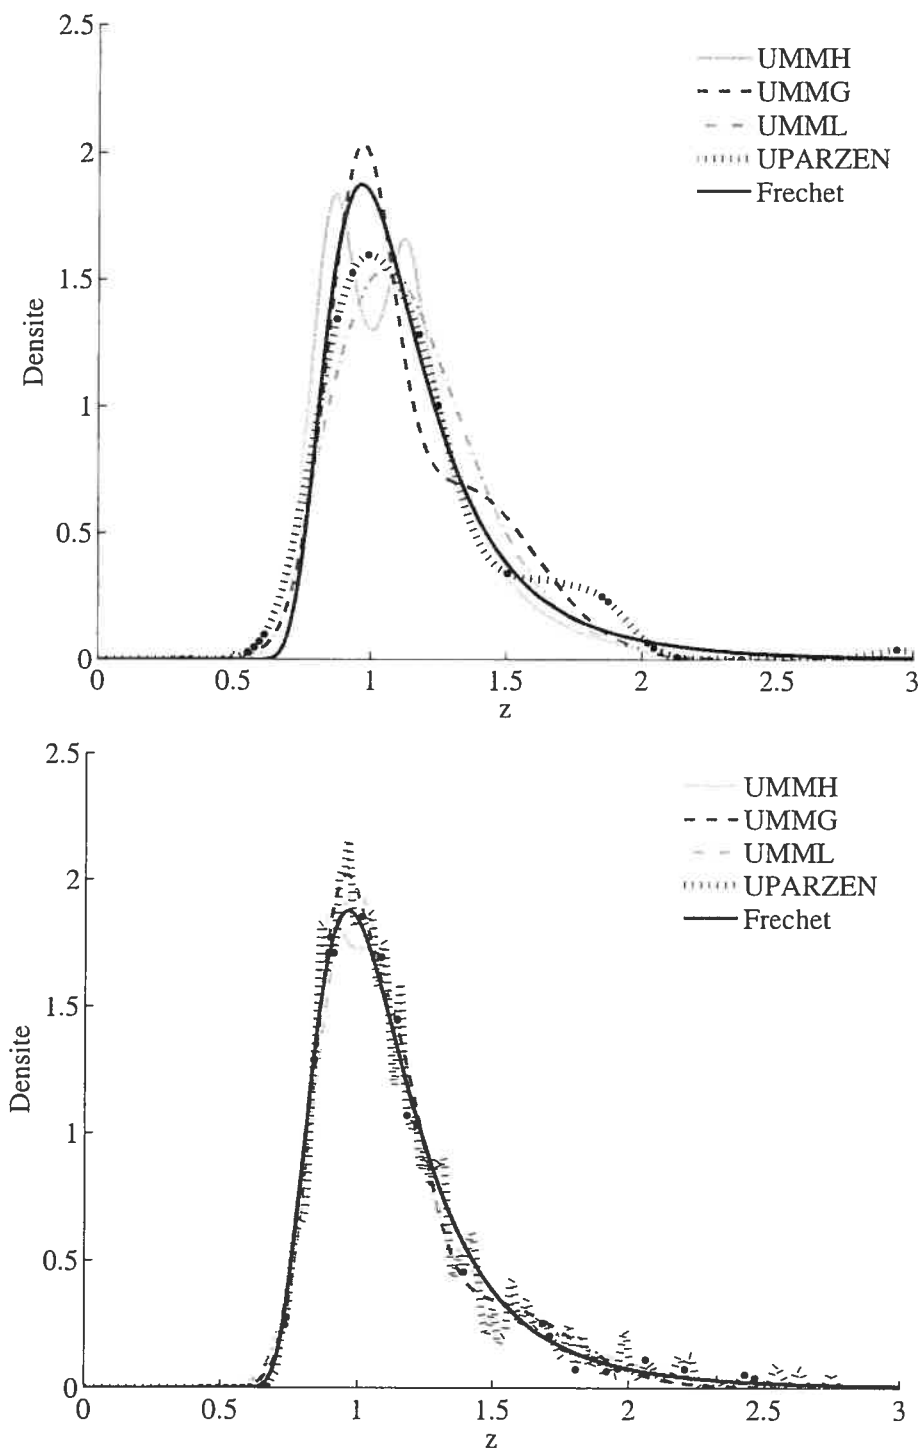 2.5
UMMH
UMMG
UMML
UPARZEN
Frechet
2
1.5
Densite
1
0.5
0
0 0.5 1 1.5 2 2.5 3
z
2.5
UMMH
UMMG
UMML
UPARZEN
Frechet
2
1.5
Densite
1
0.5
0
0 0.5 1 1.5 2 2.5 3
z